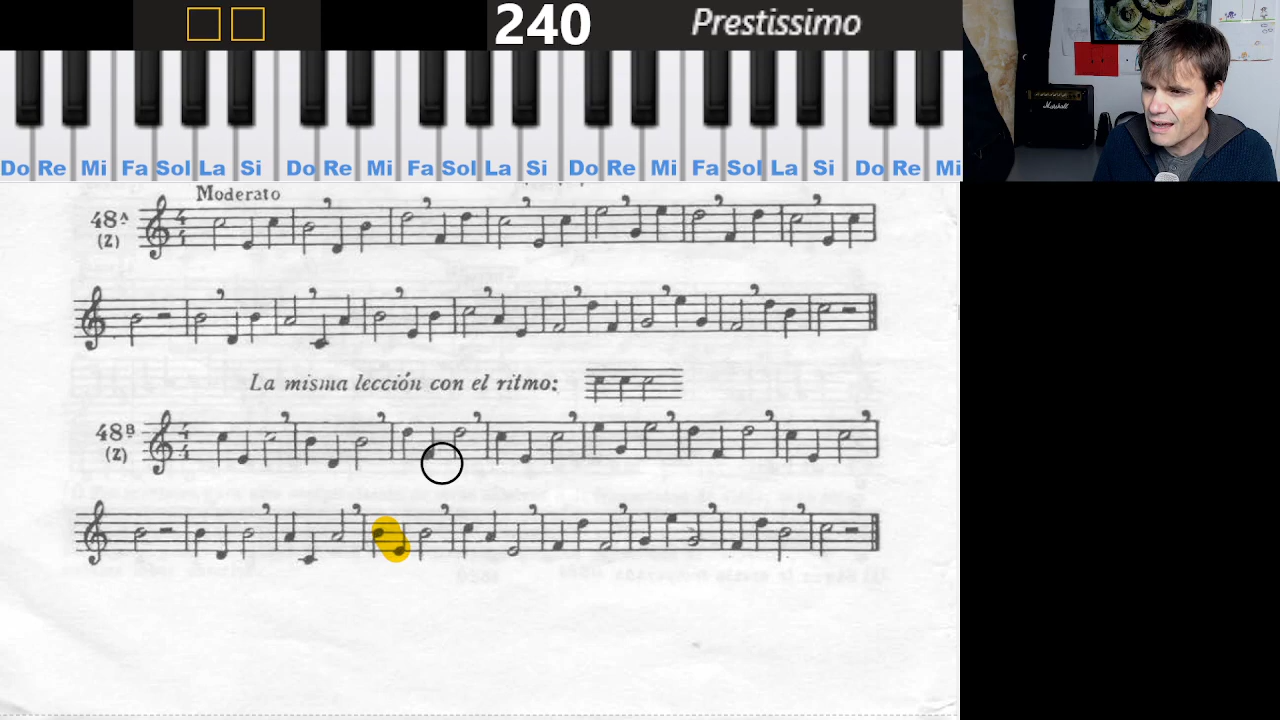 240 Prestissimo
Marshall
Do Re Mi Fa Sol La Si Do Re Mi Fa Sol La Si Do Re Mi Fa Sol La Si Do Re Mi
Moderato
48ᴬ
(Z)
La misma lección con el ritmo:
48ᴮ
(Z)